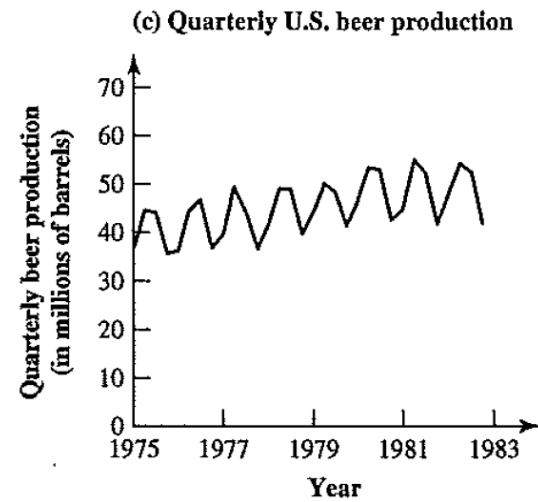 (c) Quarterly U.S. beer production
Quarterly beer production
(in millions of barrels)
70
60
50
40
30
20
10
0
1975 1977 1979 1981 1983
Year